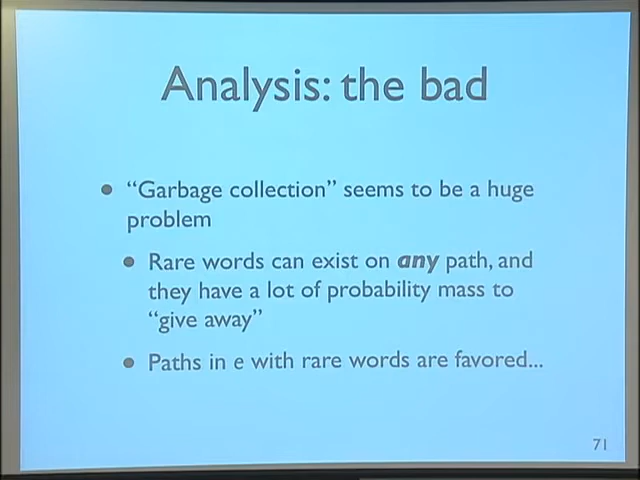 Analysis: the bad
• “Garbage collection” seems to be a huge
problem
• Rare words can exist on any path, and
they have a lot of probability mass to
“give away”
• Paths in e with rare words are favored...
71